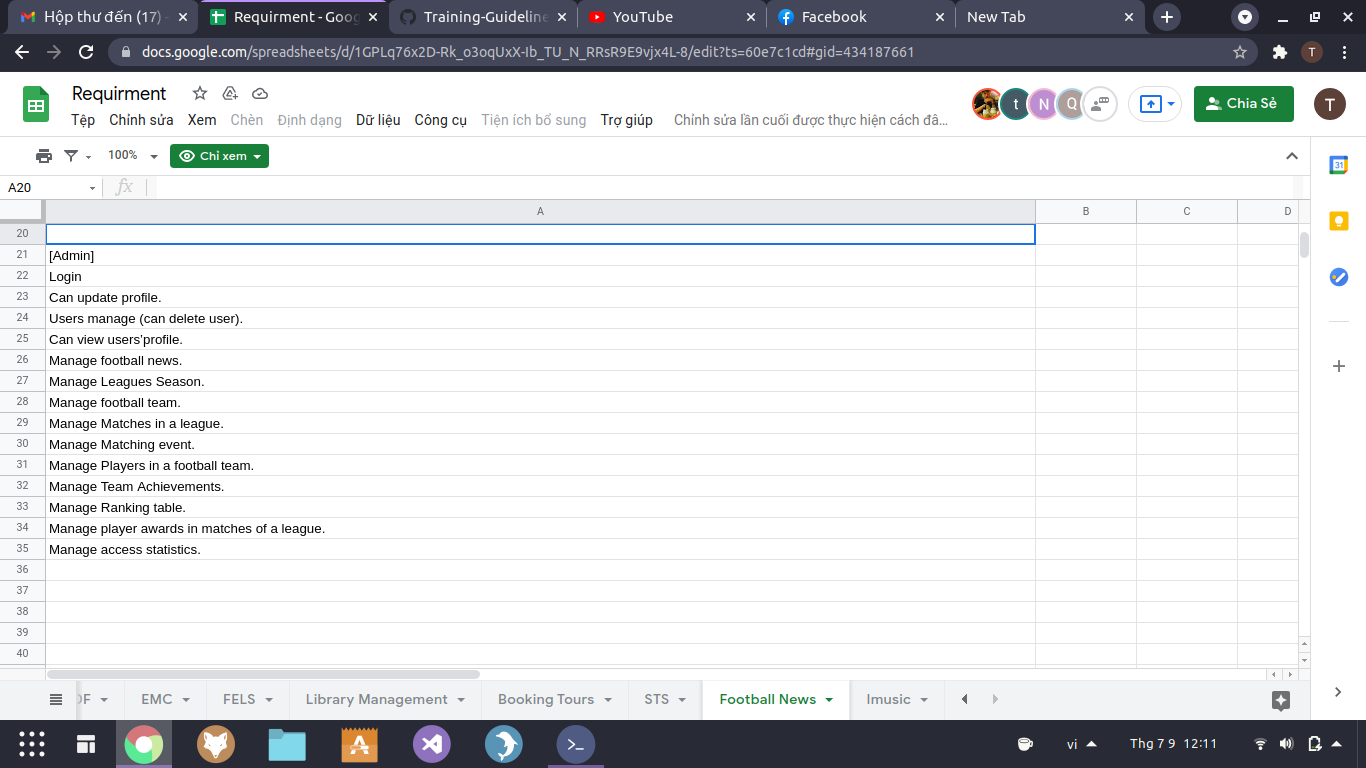 Hộp thư đến (17) -
Requirment - Goog
Training-Guideline
YouTube
Facebook
New Tab
docs.google.com/spreadsheets/d/1GPLq76x2D-Rk_o3oqUxX-Ib_TU_N_RRsR9E9vjx4L-8/edit?ts=60e7c1cd#gid=434187661
T
Requirment
t
N
Q
Chia Sẻ
T
Tệp
Chỉnh sửa
Xem
Chèn
Định dạng
Dữ liệu
Công cụ
Tiện ích bổ sung
Trợ giúp
Chỉnh sửa lần cuối được thực hiện cách đâ…
100%
Chỉ xem
31
A20
fx
A
B
C
D
20
21 [Admin]
22 Login
23 Can update profile.
24 Users manage (can delete user).
25 Can view users'profile.
26 Manage football news.
27 Manage Leagues Season.
28 Manage football team.
29 Manage Matches in a league.
30 Manage Matching event.
31 Manage Players in a football team.
32 Manage Team Achievements.
33 Manage Ranking table.
34 Manage player awards in matches of a league.
35 Manage access statistics.
36
37
38
39
40
OF
EMC
FELS
Library Management
Booking Tours
STS
Football News
Imusic
vi
Thg 7 9 12:11